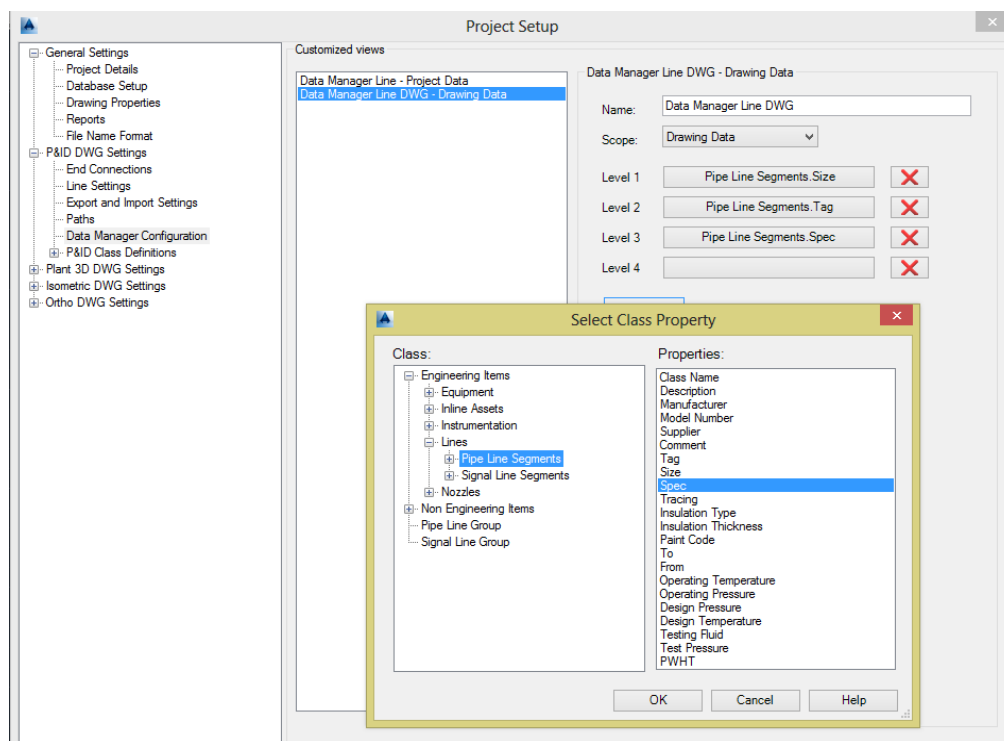 Project Setup
General Settings
Project Details
Database Setup
Drawing Properties
Reports
File Name Format
P&ID DWG Settings
End Connections
Line Settings
Export and Import Settings
Paths
Data Manager Configuration
P&ID Class Definitions
Plant 3D DWG Settings
Isometric DWG Settings
Ortho DWG Settings
Customized views
Data Manager Line - Project Data
Data Manager Line DWG - Drawing Data
Data Manager Line DWG - Drawing Data
Name: Data Manager Line DWG
Scope: Drawing Data
Level 1 Pipe Line Segments.Size
Level 2 Pipe Line Segments.Tag
Level 3 Pipe Line Segments.Spec
Level 4
Select Class Property
Class:
Engineering Items
Equipment
Inline Assets
Instrumentation
Lines
Pipe Line Segments
Signal Line Segments
Nozzles
Non Engineering Items
Pipe Line Group
Signal Line Group
Properties:
Class Name
Description
Manufacturer
Model Number
Supplier
Comment
Tag
Size
Spec
Tracing
Insulation Type
Insulation Thickness
Paint Code
To
From
Operating Temperature
Operating Pressure
Design Pressure
Design Temperature
Testing Fluid
Test Pressure
PWHT
OK Cancel Help